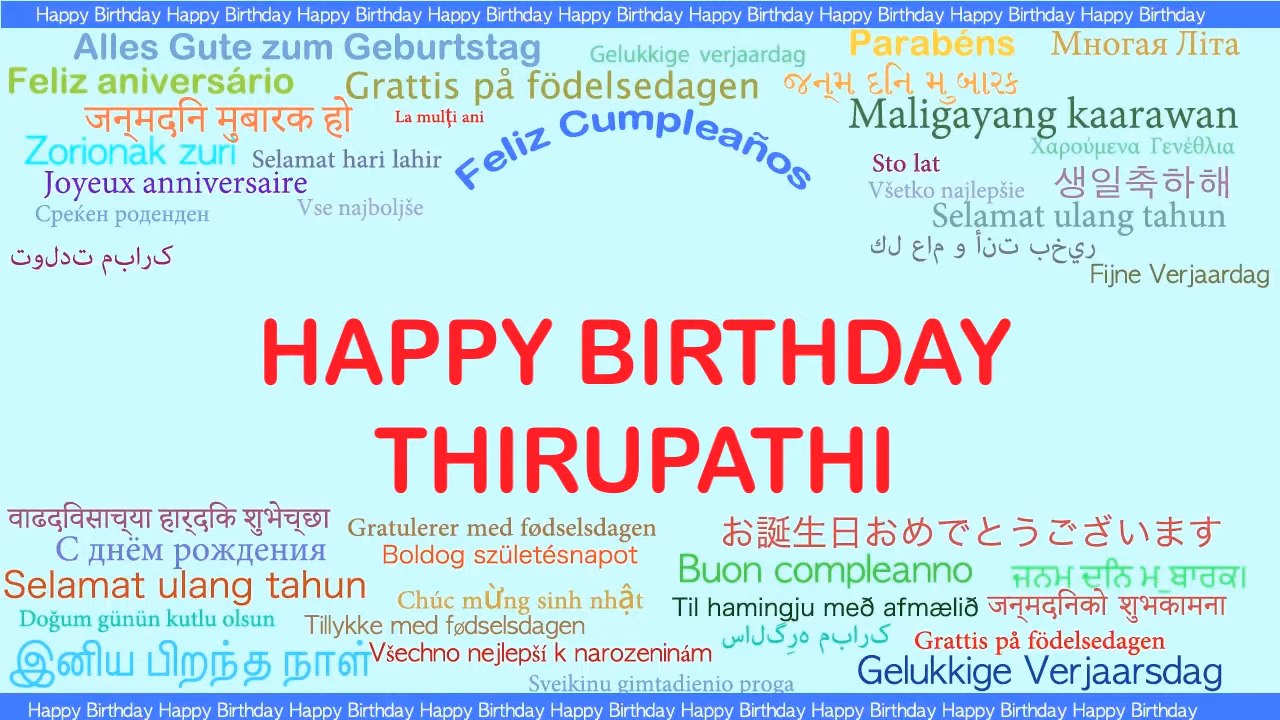 Happy Birthday Happy Birthday Happy Birthday Happy Birthday Happy Birthday Happy Birthday Happy Birthday Happy Birthday Happy Birthday
Alles Gute zum Geburtstag
Gelukkige verjaardag
Parabéns
Многая Літа
Feliz aniversário
Grattis på födelsedagen
જન્મ દિન મુબારક
जन्मदिन मुबारक हो
La mulți ani
Feliz Cumpleaños
Maligayang kaarawan
Zorionak zuri
Selamat hari lahir
Χαρούμενα Γενέθλια
Joyeux anniversaire
Sto lat
생일축하해
Среќен роденден
Vse najboljše
Všetko najlepšie
Selamat ulang tahun
تولدت مبارک
كل عام و أنت بخير
Fijne Verjaardag
HAPPY BIRTHDAY
THIRUPATHI
वाढदिवसाच्या हार्दिक शुभेच्छा
Gratulerer med fødselsdagen
お誕生日おめでとうございます
С днём рождения
Boldog születésnapot
Buon compleanno
ਜਨਮ ਦਿਨ ਮੁਬਾਰਕ।
Selamat ulang tahun
Chúc mừng sinh nhật
Til hamingju með afmælið
जन्मदिनको शुभकामना
Doğum günün kutlu olsun
Tillykke med fødselsdagen
سالگرہ مبارک
Grattis på födelsedagen
இனிய பிறந்த நாள்
Všechno nejlepší k narozeninám
Gelukkige Verjaarsdag
Sveikinu gimtadienio proga
Happy Birthday Happy Birthday Happy Birthday Happy Birthday Happy Birthday Happy Birthday Happy Birthday Happy Birthday Happy Birthday